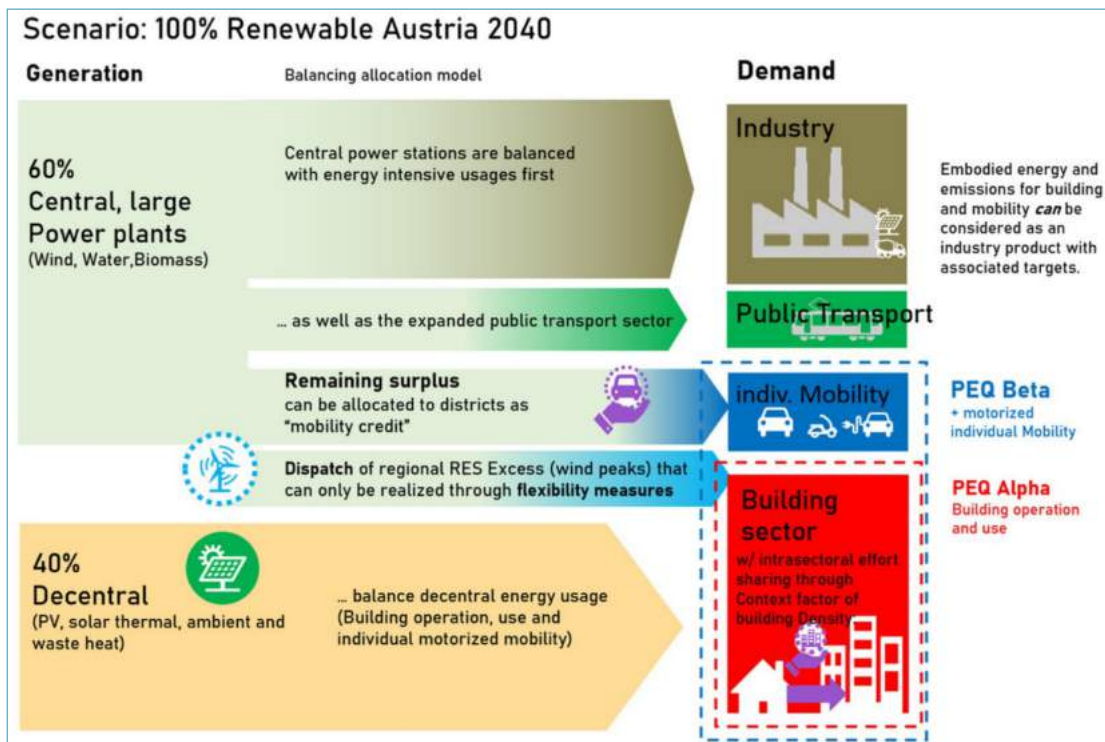 Scenario: 100% Renewable Austria 2040
Generation
Balancing allocation model
Demand
60%
Central, large
Power plants
(Wind, Water,Biomass)
Central power stations are balanced
with energy intensive usages first
Industry
Embodied energy and
emissions for building
and mobility can be
considered as an
industry product with
associated targets.
... as well as the expanded public transport sector
Public Transport
Remaining surplus
can be allocated to districts as
"mobility credit"
indiv. Mobility
PEQ Beta
+ motorized
individual Mobility
Dispatch of regional RES Excess (wind peaks) that
can only be realized through flexibility measures
PEQ Alpha
Building operation
and use
Building
sector
w/ intrasectoral effort
sharing through
Context factor of
building Density
40%
Decentral
(PV, solar thermal, ambient and
waste heat)
... balance decentral energy usage
(Building operation, use and
individual motorized mobility)